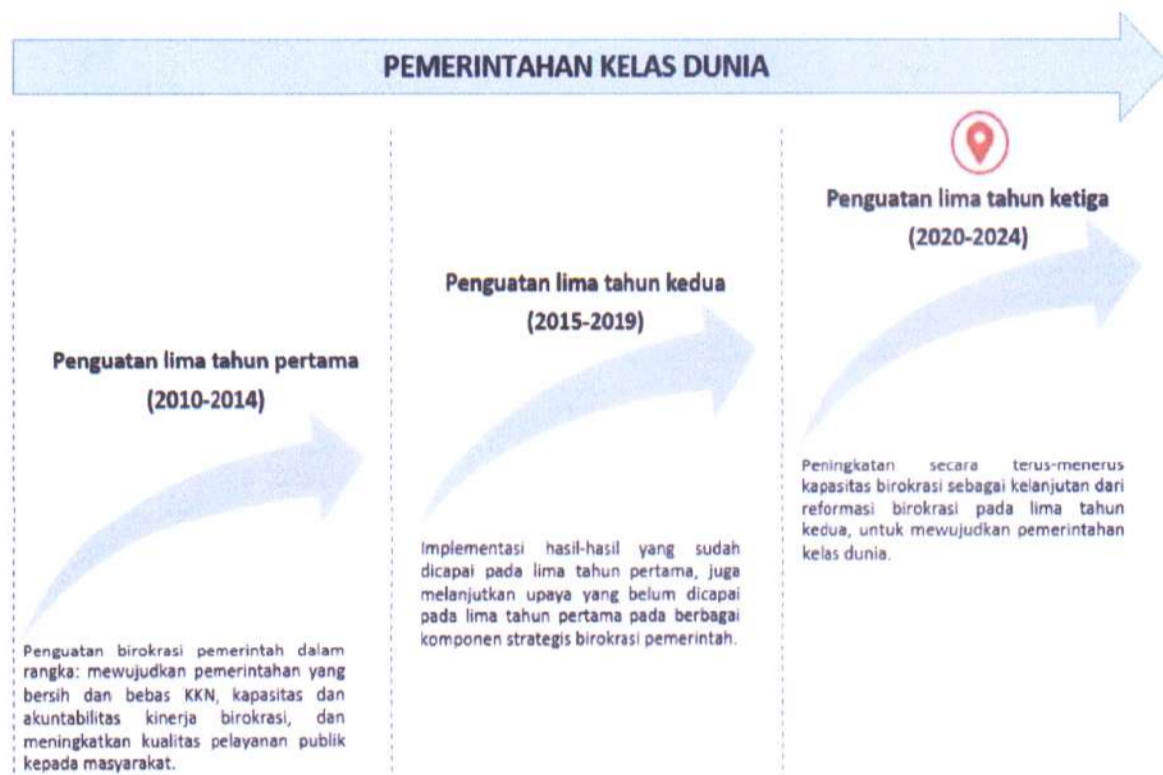 PEMERINTAHAN KELAS DUNIA
Penguatan lima tahun pertama
(2010-2014)
Penguatan birokrasi pemerintah dalam
rangka: mewujudkan pemerintahan yang
bersih dan bebas KKN, kapasitas dan
akuntabilitas kinerja birokrasi, dan
meningkatkan kualitas pelayanan publik
kepada masyarakat.
Penguatan lima tahun kedua
(2015-2019)
Implementasi hasil-hasil yang sudah
dicapai pada lima tahun pertama, juga
melanjutkan upaya yang belum dicapai
pada lima tahun pertama pada berbagai
komponen strategis birokrasi pemerintah.
Penguatan lima tahun ketiga
(2020-2024)
Peningkatan secara terus-menerus
kapasitas birokrasi sebagai kelanjutan dari
reformasi birokrasi pada lima tahun
kedua, untuk mewujudkan pemerintahan
kelas dunia.